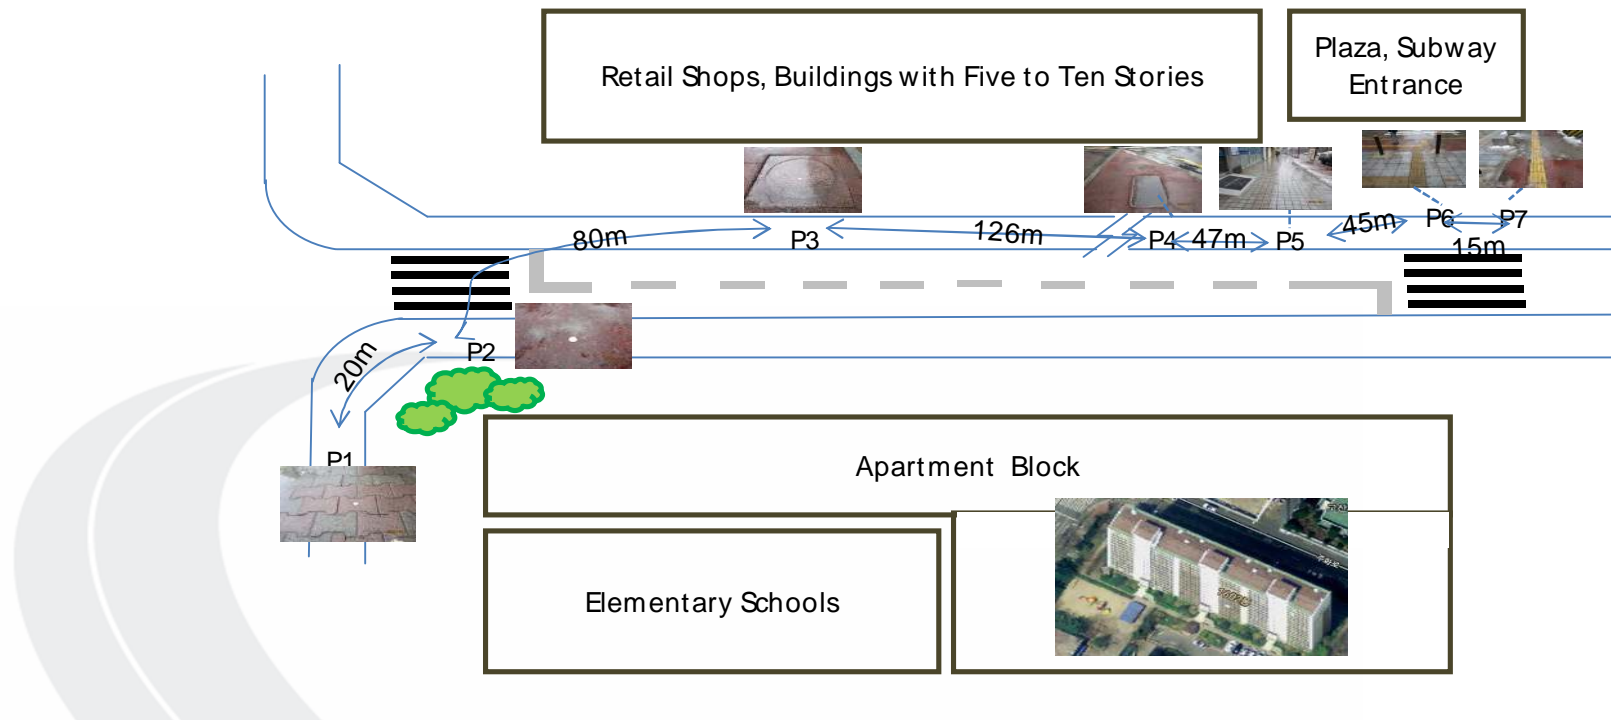 Retail Shops, Buildings with Five to Ten Stories
Plaza, Subway
Entrance
80m
P3
126m
P4
47m
P5
45m
P6
P7
15m
20m
P2
P1
Apartment Block
Elementary Schools